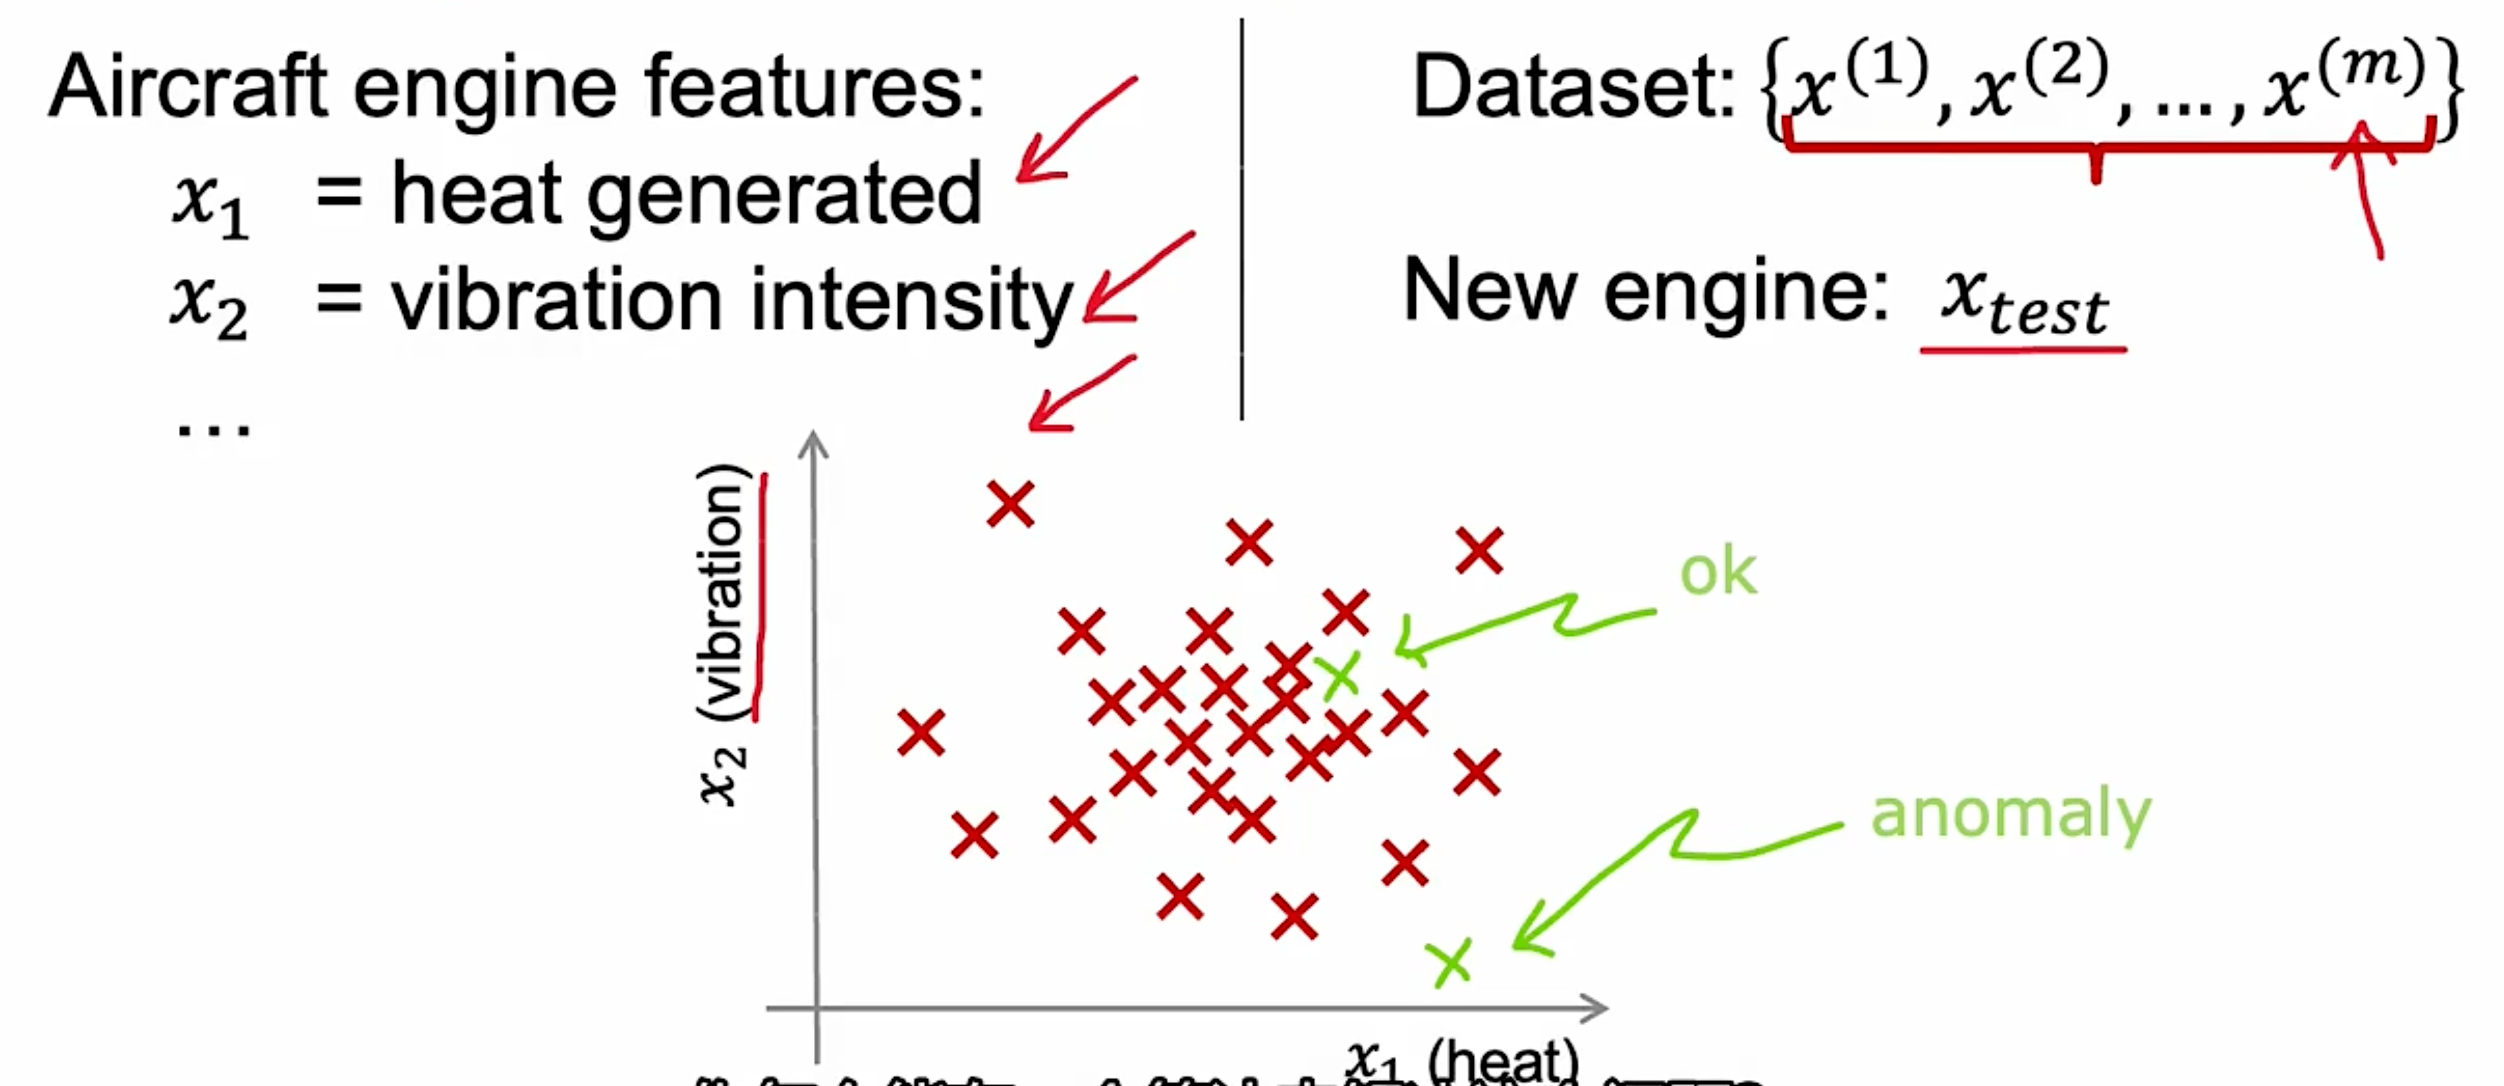 Aircraft engine features:
x₁ = heat generated
x₂ = vibration intensity
...
Dataset: {x⁽¹⁾, x⁽²⁾, ..., x⁽ᵐ⁾}
New engine: x_test
x₂ (vibration)
ok
anomaly
x₁ (heat)